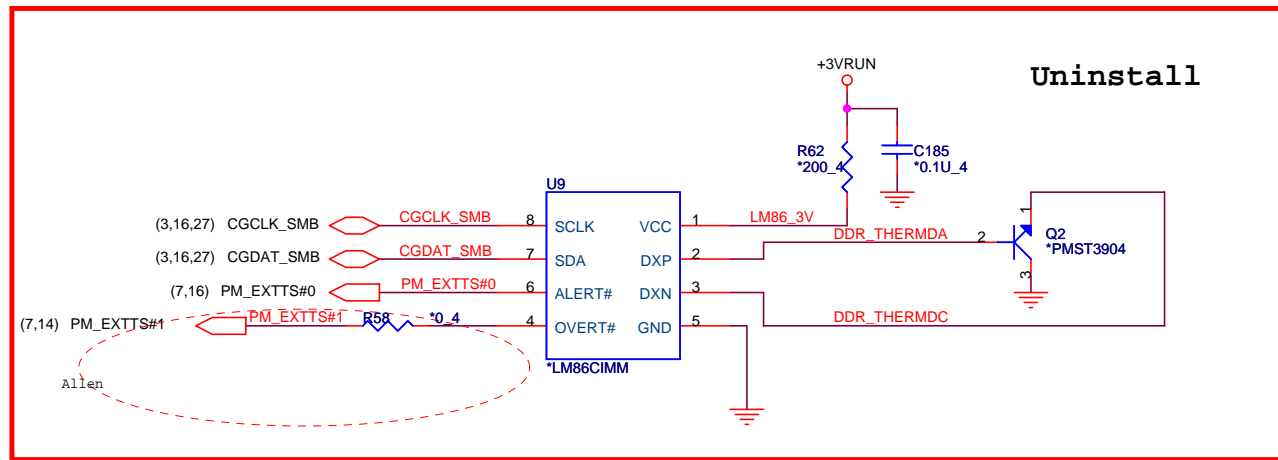 +3VRUN
Uninstall
R62
*200_4
C185
*0.1U_4
U9
(3,16,27) CGCLK_SMB CGCLK_SMB 8 SCLK VCC 1 LM86_3V
(3,16,27) CGDAT_SMB CGDAT_SMB 7 SDA DXP 2 DDR_THERMDA 2
1
Q2
*PMST3904
3
(7,16) PM_EXTTS#0 PM_EXTTS#0 6 ALERT# DXN 3 DDR_THERMDC
(7,14) PM_EXTTS#1 PM_EXTTS#1 R58 *0_4 4 OVERT# GND 5
*LM86CIMM
Allen